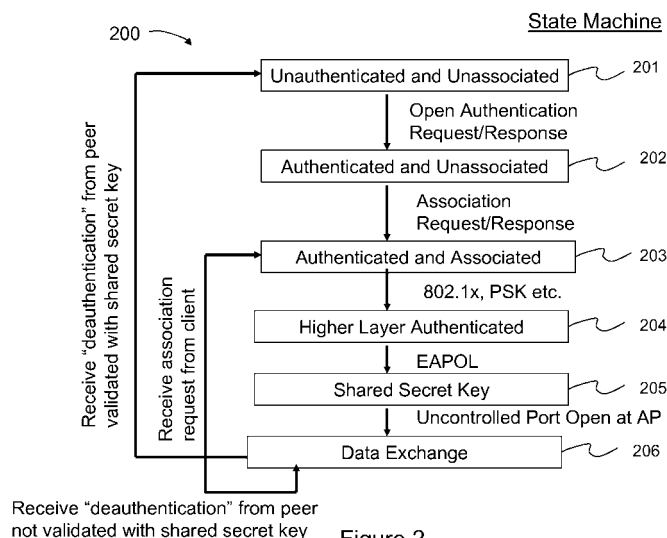 State Machine
200
Unauthenticated and Unassociated
201
Open Authentication
Request/Response
Authenticated and Unassociated
202
Association
Request/Response
Authenticated and Associated
203
802.1x, PSK etc.
Higher Layer Authenticated
204
EAPOL
Shared Secret Key
205
Uncontrolled Port Open at AP
Data Exchange
206
Receive “deauthentication” from peer
validated with shared secret key
Receive association
request from client
Receive “deauthentication” from peer
not validated with shared secret key
Figure 2